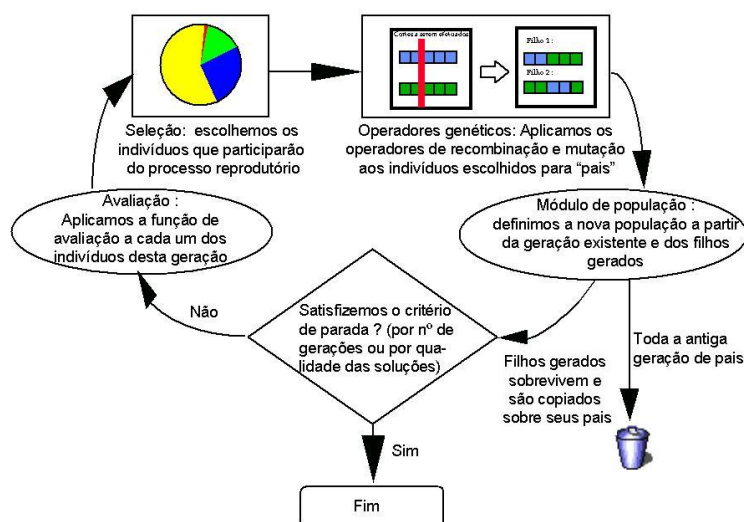 Cortes a serem efetuados
Filho 1 :
Filho 2 :
Seleção: escolhemos os
indivíduos que participarão
do processo reprodutório
Operadores genéticos: Aplicamos os
operadores de recombinação e mutação
aos indivíduos escolhidos para “pais”
Avaliação :
Aplicamos a função de
avaliação a cada um dos
indivíduos desta geração
Módulo de população :
definimos a nova população a partir
da geração existente e dos filhos
gerados
Não
Satisfizemos o critério
de parada ? (por nº de
gerações ou por qua-
lidade das soluções)
Toda a antiga
geração de pais
Filhos gerados
sobrevivem e
são copiados
sobre seus pais
Sim
Fim